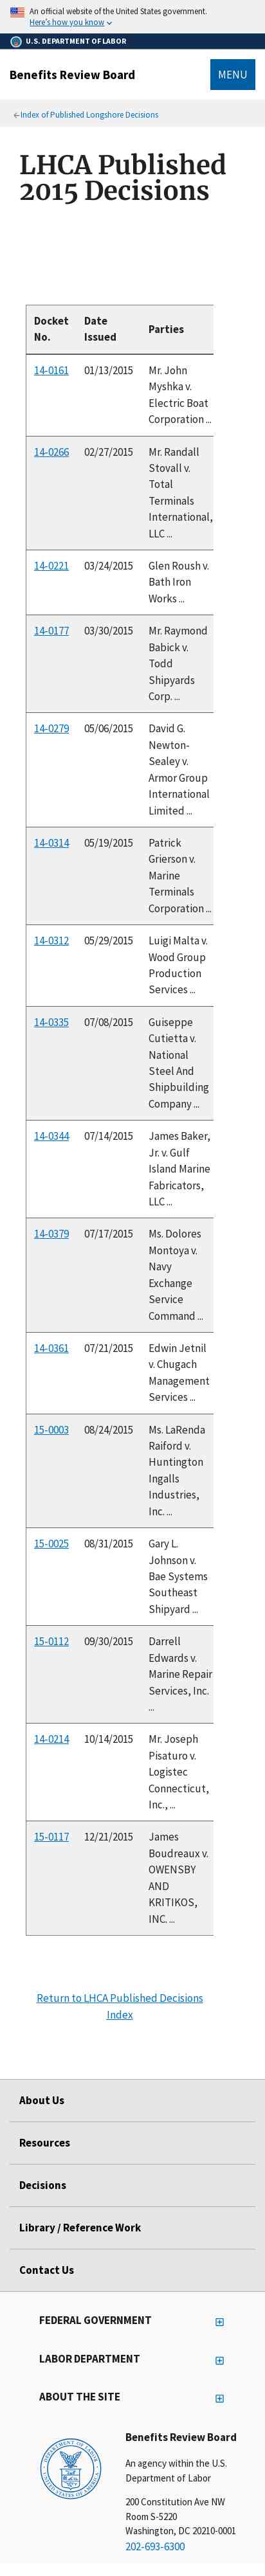 An official website of the United States government.
Here's how you know
U.S. DEPARTMENT OF LABOR
Benefits Review Board
MENU
Index of Published Longshore Decisions
LHCA Published
2015 Decisions
Docket
No.
Date
Issued
Parties
14-0161
01/13/2015
Mr. John
Myshka v.
Electric Boat
Corporation ...
14-0266
02/27/2015
Mr. Randall
Stovall v.
Total
Terminals
International,
LLC ...
14-0221
03/24/2015
Glen Roush v.
Bath Iron
Works ...
14-0177
03/30/2015
Mr. Raymond
Babick v.
Todd
Shipyards
Corp. ...
14-0279
05/06/2015
David G.
Newton-
Sealey v.
Armor Group
International
Limited ...
14-0314
05/19/2015
Patrick
Grierson v.
Marine
Terminals
Corporation ...
14-0312
05/29/2015
Luigi Malta v.
Wood Group
Production
Services ...
14-0335
07/08/2015
Guiseppe
Cutietta v.
National
Steel And
Shipbuilding
Company ...
14-0344
07/14/2015
James Baker,
Jr. v. Gulf
Island Marine
Fabricators,
LLC ...
14-0379
07/17/2015
Ms. Dolores
Montoya v.
Navy
Exchange
Service
Command ...
14-0361
07/21/2015
Edwin Jetnil
v. Chugach
Management
Services ...
15-0003
08/24/2015
Ms. LaRenda
Raiford v.
Huntington
Ingalls
Industries,
Inc. ...
15-0025
08/31/2015
Gary L.
Johnson v.
Bae Systems
Southeast
Shipyard ...
15-0112
09/30/2015
Darrell
Edwards v.
Marine Repair
Services, Inc.
...
14-0214
10/14/2015
Mr. Joseph
Pisaturo v.
Logistec
Connecticut,
Inc., ...
15-0117
12/21/2015
James
Boudreaux v.
OWENSBY
AND
KRITIKOS,
INC. ...
Return to LHCA Published Decisions
Index
About Us
Resources
Decisions
Library / Reference Work
Contact Us
FEDERAL GOVERNMENT
LABOR DEPARTMENT
ABOUT THE SITE
DEPARTMENT OF LABOR
UNITED STATES OF AMERICA
Benefits Review Board
An agency within the U.S.
Department of Labor
200 Constitution Ave NW
Room S-5220
Washington, DC 20210-0001
202-693-6300